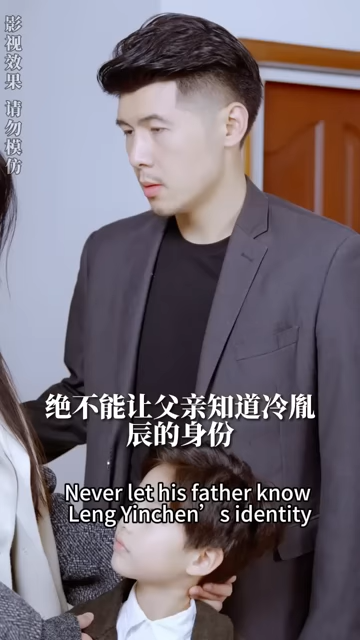 影视效果 请勿模仿
绝不能让父亲知道冷胤
辰的身份
Never let his father know
Leng Yinchen's identity